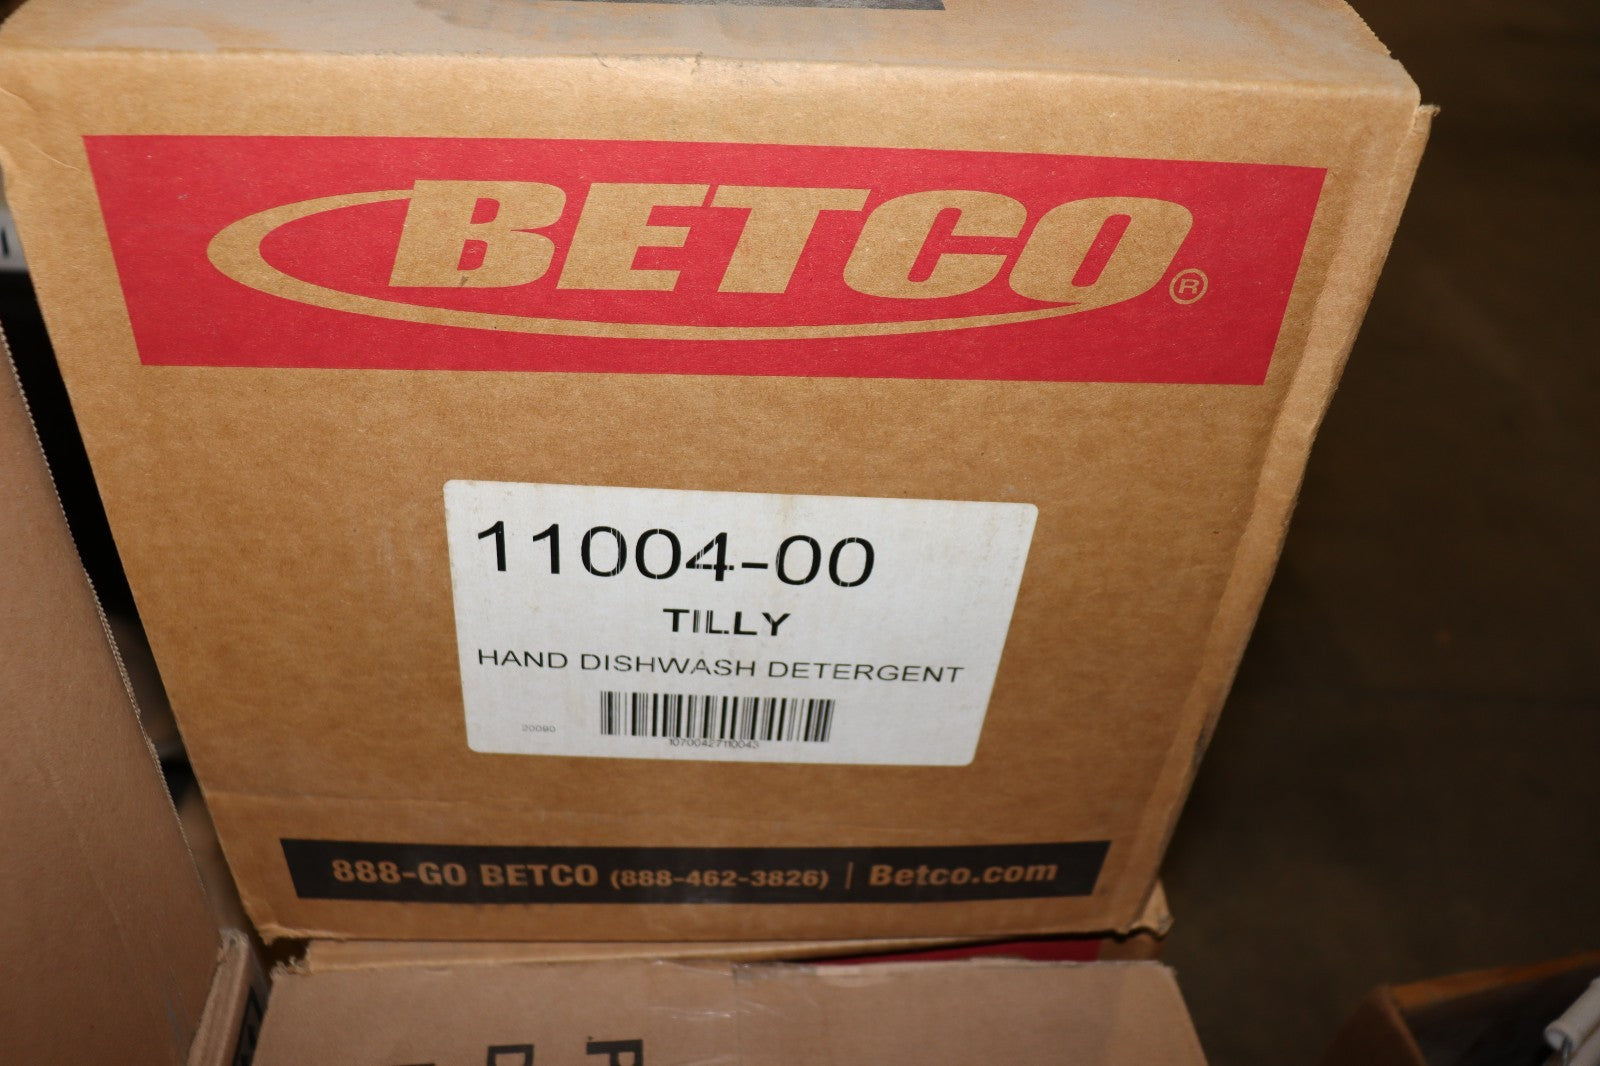 BETCO®
11004-00
TILLY
HAND DISHWASH DETERGENT
20090
10700427110043
888-GO BETCO (888-462-3826) | Betco.com